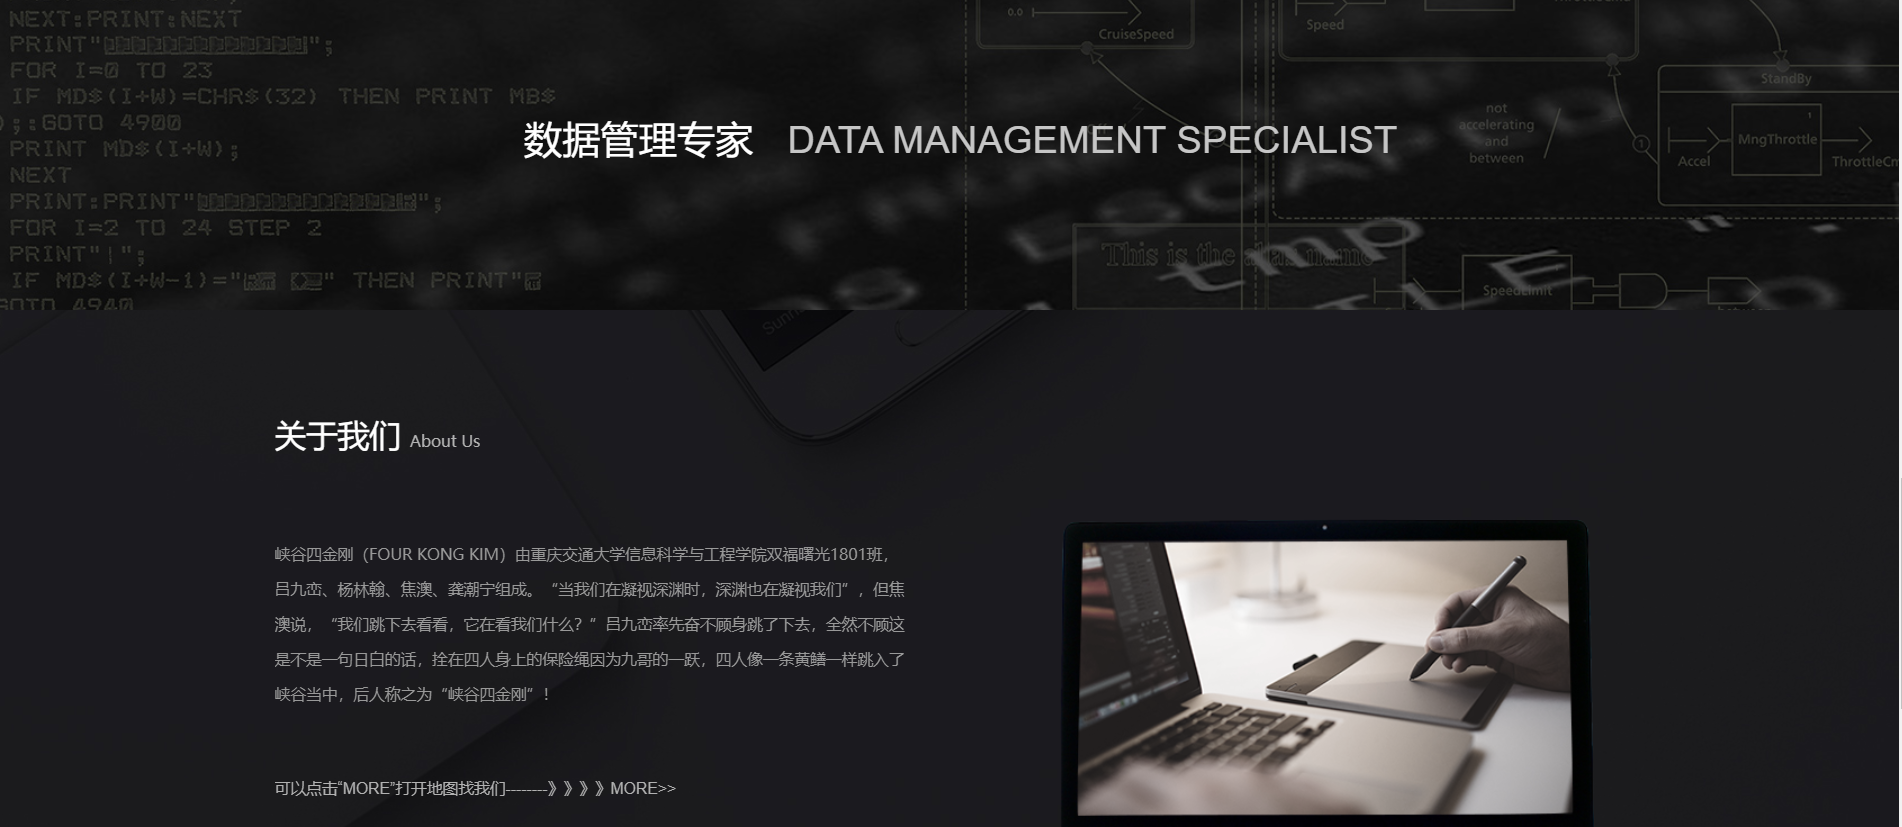 NEXT:PRINT:NEXT
PRINT" ";
FOR I=0 TO 23
IF MD$(I+W)=CHR$(32) THEN PRINT MB$
);:GOTO 4900
PRINT MD$(I+W);
NEXT
PRINT:PRINT" ";
FOR I=2 TO 24 STEP 2
PRINT"|";
IF MD$(I+W-1)=" " THEN PRINT"
GOTO 4940
0.0
CruiseSpeed
Speed
StandBy
not
accelerating
and
between
1
1
MngThrottle
Accel
数据管理专家 DATA MANAGEMENT SPECIALIST
This is the
tmp
SpeedLimit
关于我们 About Us
峡谷四金刚（FOUR KONG KIM）由重庆交通大学信息科学与工程学院双福曙光1801班，
吕九峦、杨林翰、焦澳、龚潮宁组成。“当我们在凝视深渊时，深渊也在凝视我们”，但焦
澳说，“我们跳下去看看，它在看我们什么？“吕九峦率先奋不顾身跳了下去，全然不顾这
是不是一句日白的话，拴在四人身上的保险绳因为九哥的一跃，四人像一条黄鳝一样跳入了
峡谷当中，后人称之为“峡谷四金刚”！
可以点击“MORE”打开地图找我们--------》》》》MORE>>